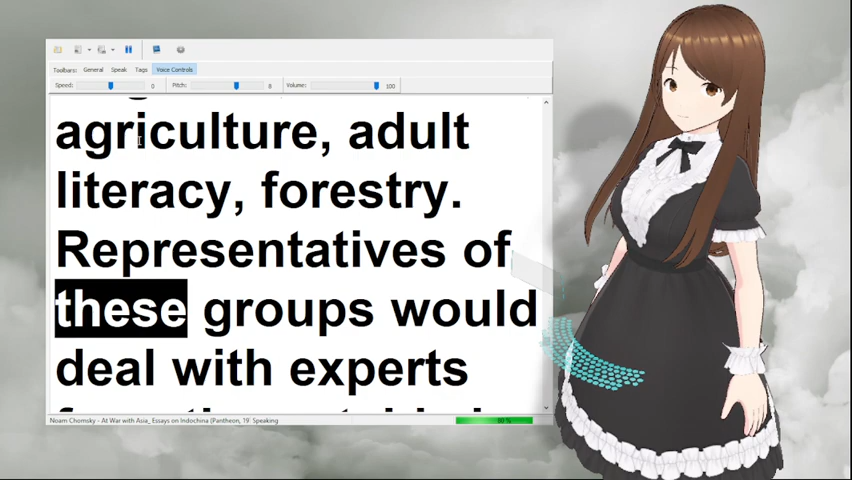 Toolbars: General Speak Tags Voice Controls
Speed: 0 Pitch: 8 Volume: 100
agriculture, adult
literacy, forestry.
Representatives of
these groups would
deal with experts
Noam Chomsky - At War with Asia_ Essays on Indochina (Pantheon, 19 Speaking 80 %